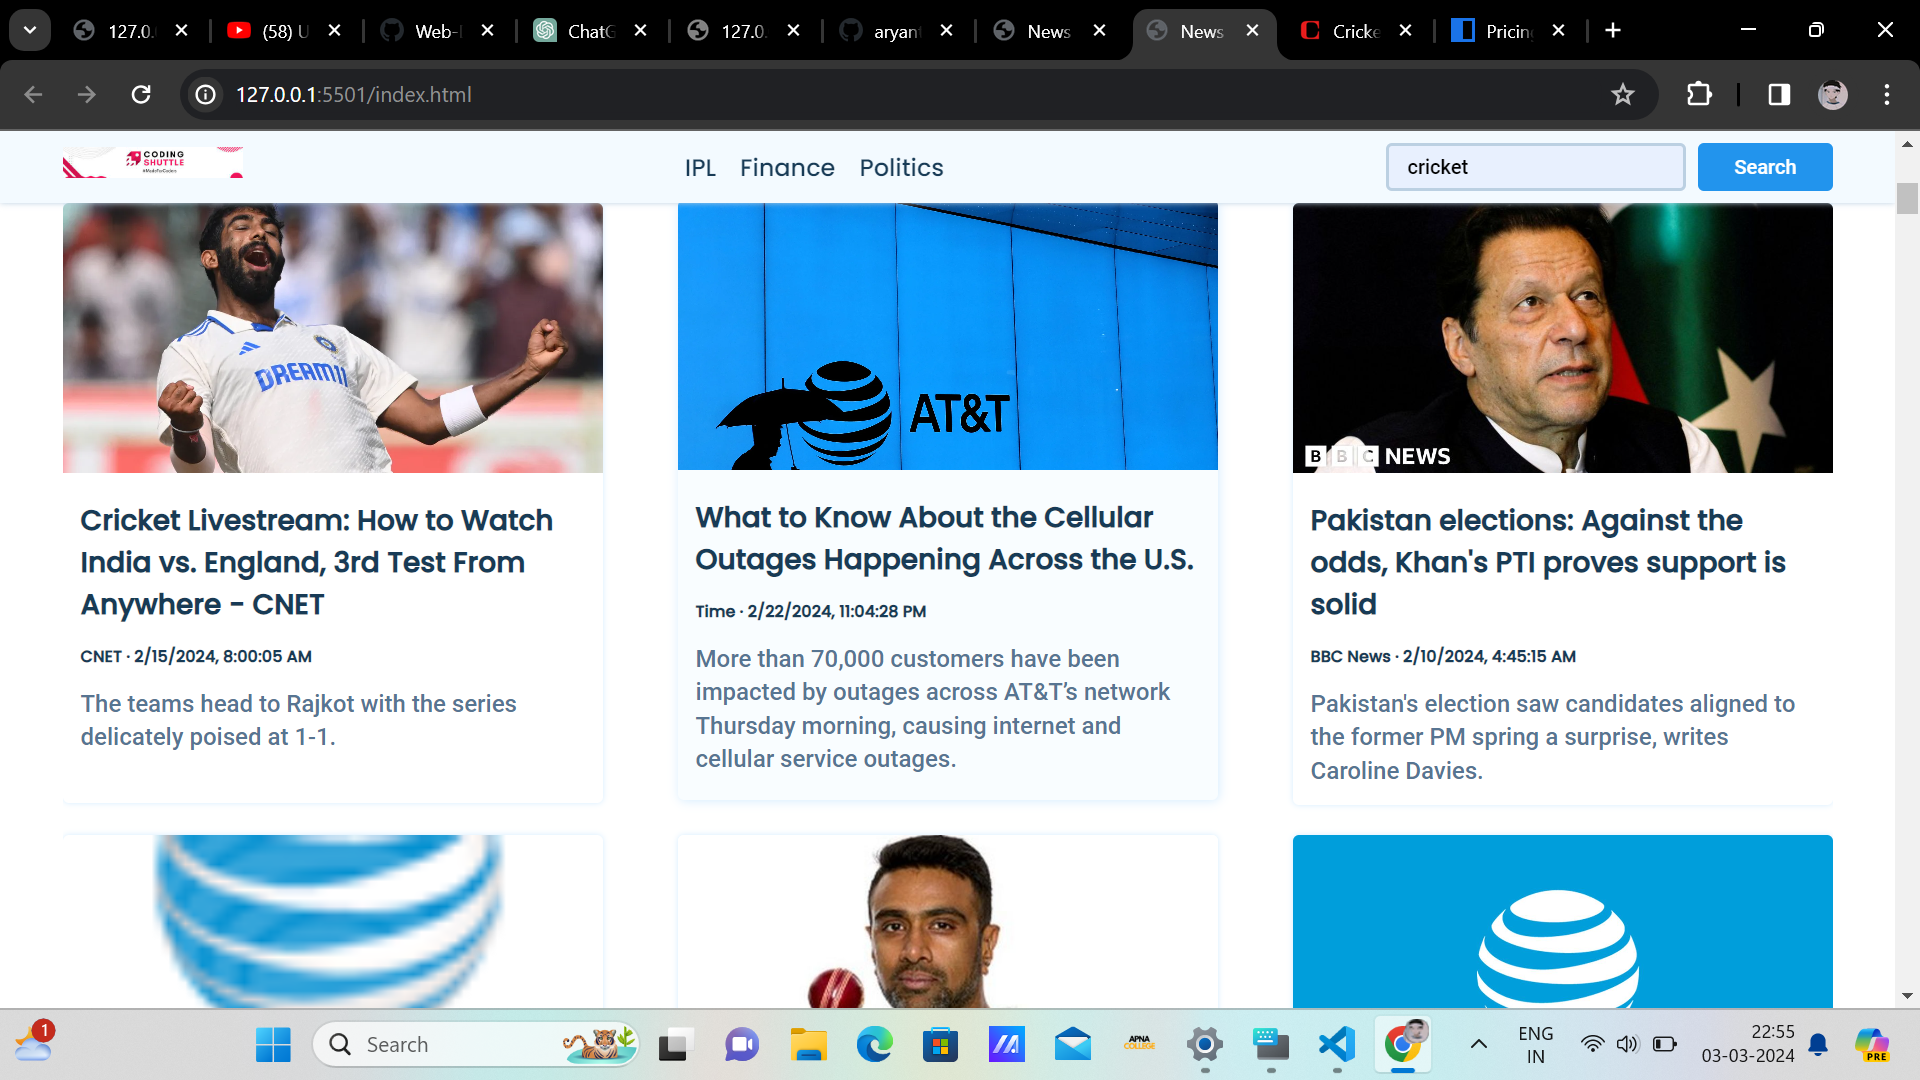 127.0.
(58) U
Web-
ChatG
127.0.
aryan
News
News
Cricke
Pricin
127.0.0.1:5501/index.html
CODING
SHUTTLE
#MadeForCoders
IPL
Finance
Politics
cricket
Search
DREAM11
AT&T
BBC NEWS
Cricket Livestream: How to Watch
India vs. England, 3rd Test From
Anywhere - CNET
CNET · 2/15/2024, 8:00:05 AM
The teams head to Rajkot with the series
delicately poised at 1-1.
What to Know About the Cellular
Outages Happening Across the U.S.
Time · 2/22/2024, 11:04:28 PM
More than 70,000 customers have been
impacted by outages across AT&T’s network
Thursday morning, causing internet and
cellular service outages.
Pakistan elections: Against the
odds, Khan's PTI proves support is
solid
BBC News · 2/10/2024, 4:45:15 AM
Pakistan's election saw candidates aligned to
the former PM spring a surprise, writes
Caroline Davies.
1
Search
APNA
COLLEGE
ENG
IN
22:55
03-03-2024
PRE